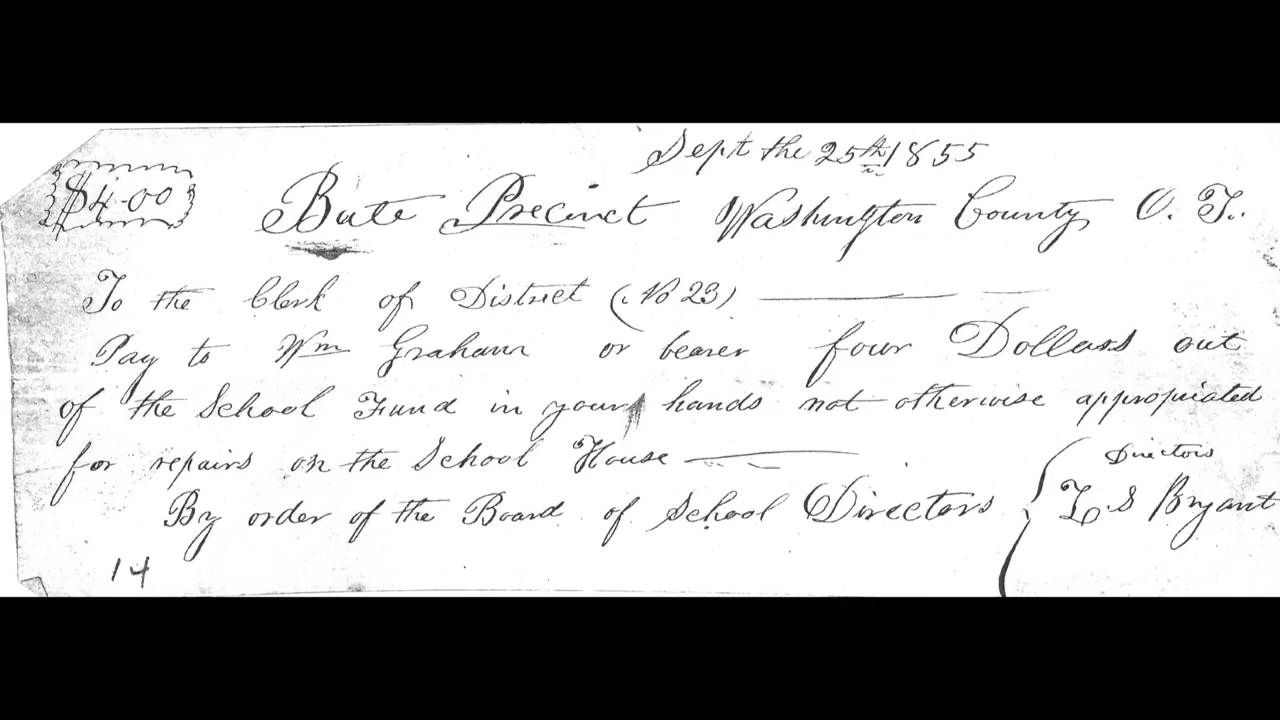 Sept the 25th 1855
$4.00
Bute Precinct Washington County O. T.
To the Clerk of District (No 23)
Pay to Wm Graham or bearer four Dollars out
of the School Fund in your hands not otherwise appropiated
for repairs on the School House
Directors
By order of the Board of School Directors { Z. S Bryant
14